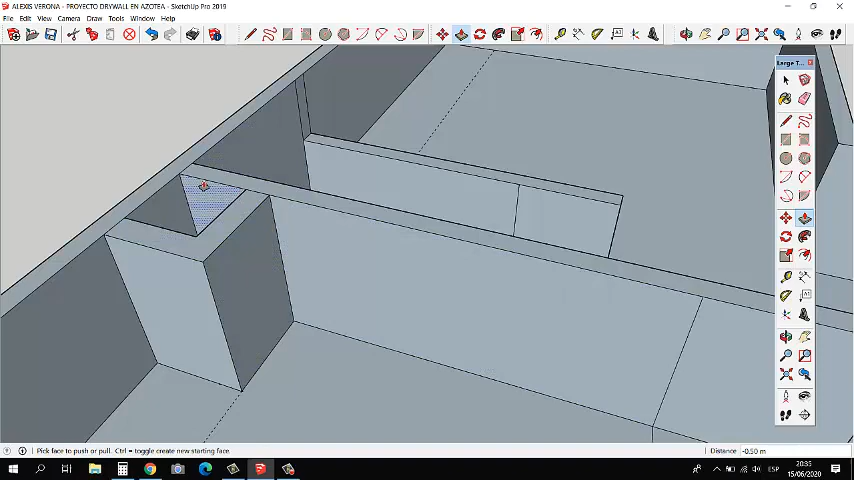 ALEXIS VERONA - PROYECTO DRYWALL EN AZOTEA - SketchUp Pro 2019
File Edit View Camera Draw Tools Window Help
Large T...
Pick face to push or pull. Ctrl = toggle create new starting face.
Distance -0.50 m
ESP
20:35
15/06/2020